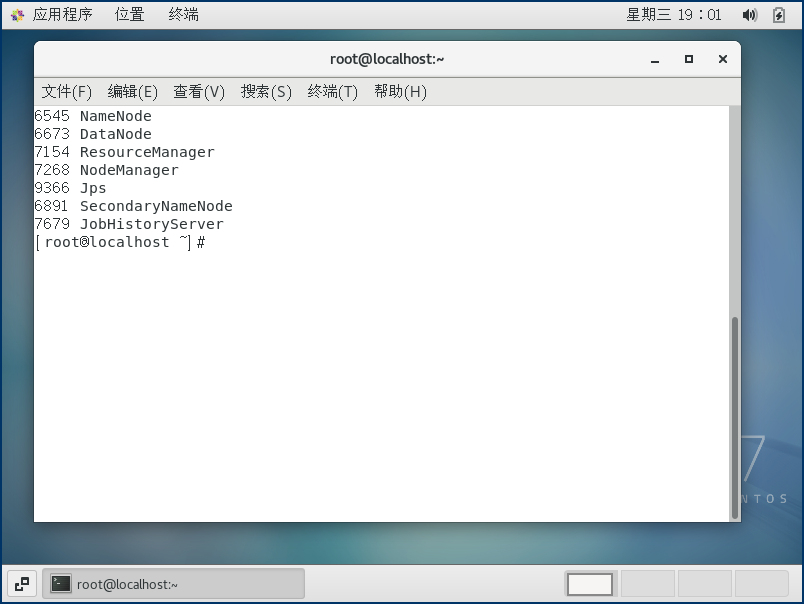 应用程序 位置 终端 星期三 19：01
root@localhost:~
文件(F) 编辑(E) 查看(V) 搜索(S) 终端(T) 帮助(H)
6545 NameNode
6673 DataNode
7154 ResourceManager
7268 NodeManager
9366 Jps
6891 SecondaryNameNode
7679 JobHistoryServer
[root@localhost ~]#
7
NTOS
root@localhost:~